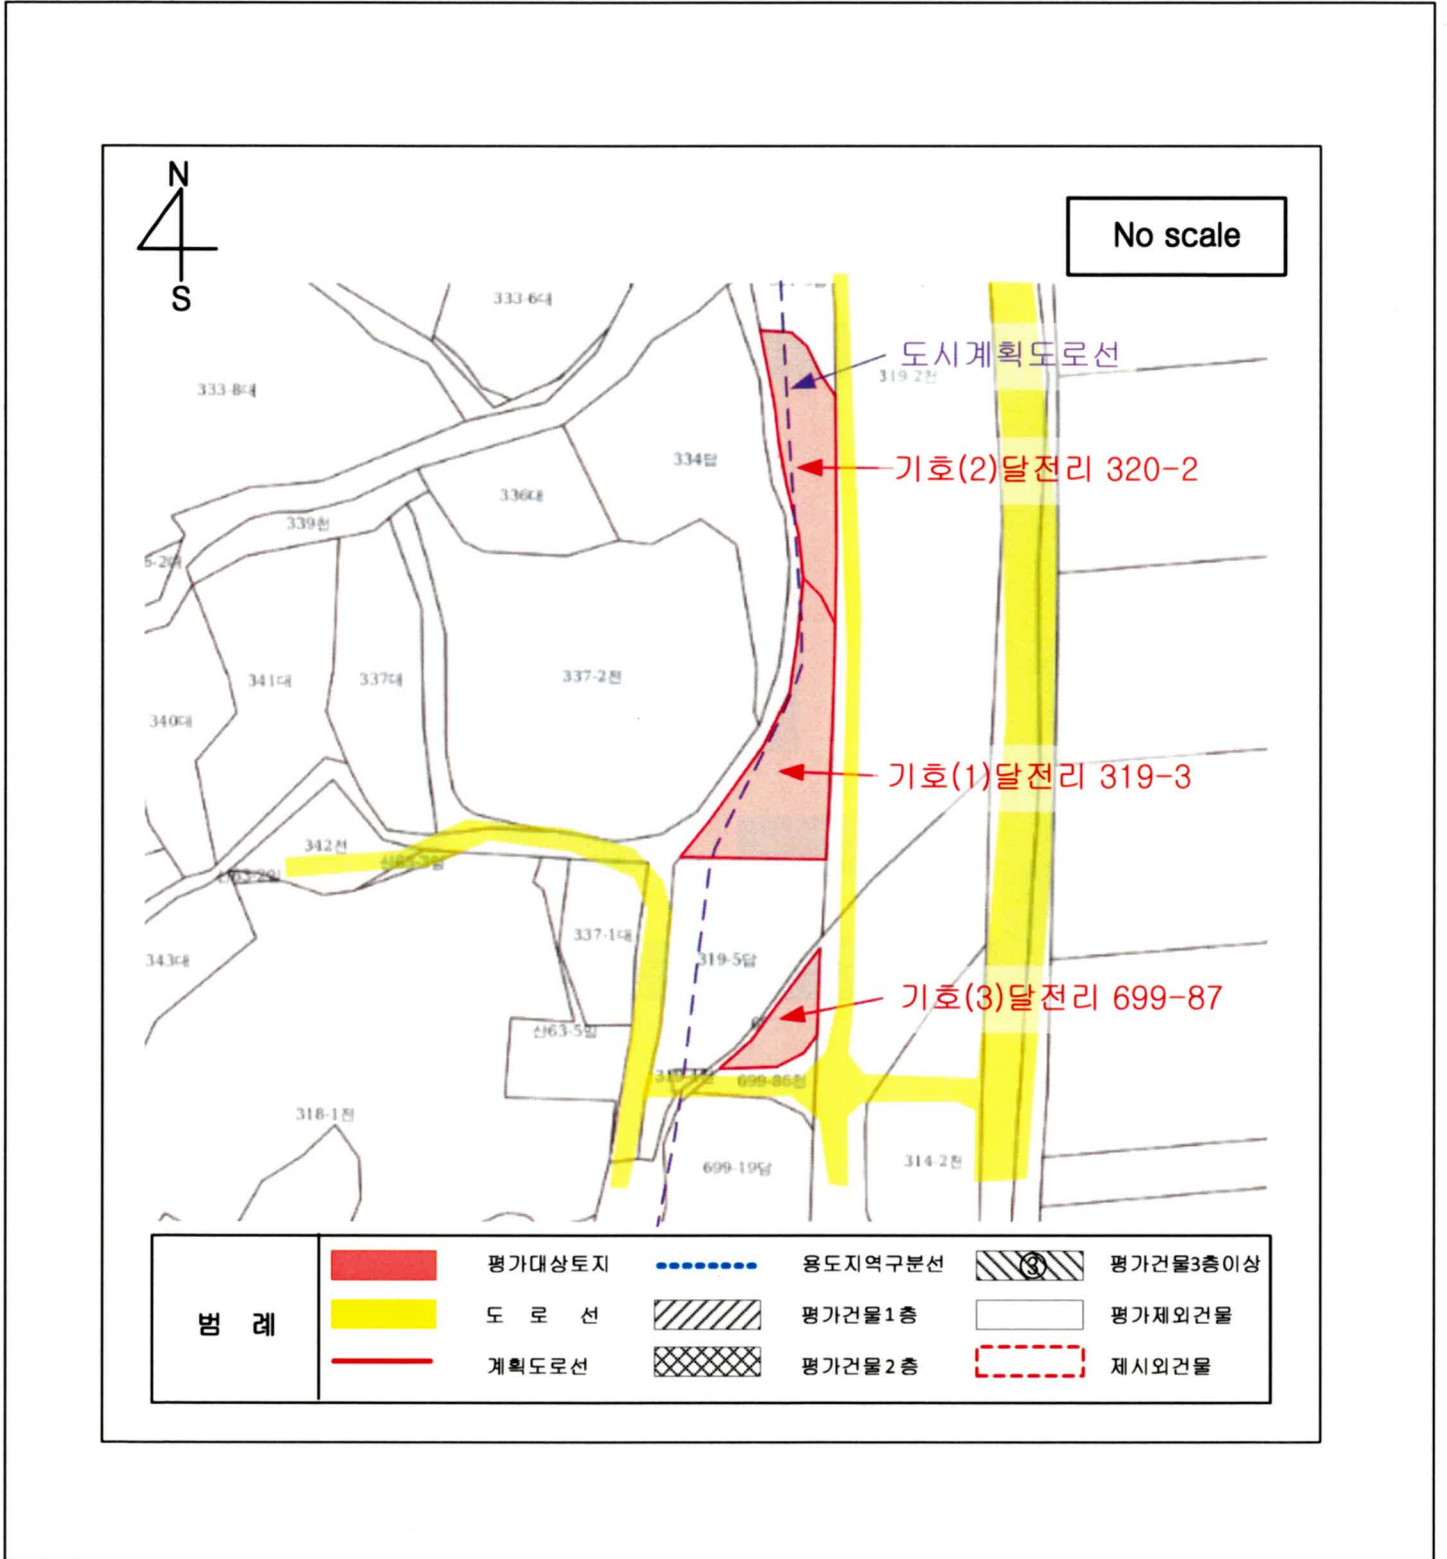 N
S
No scale
333-6대
도시계획도로선
319-2천
333-8대
334답
기호(2)달전리 320-2
336대
339천
341대
337대
337-2전
340대
기호(1)달전리 319-3
342전
337-1대
343대
319-5답
기호(3)달전리 699-87
산63-5임
699-86천
318-1전
699-19답
314-2천
범 례
평가대상토지
용도지역구분선
③
평가건물3층이상
도 로 선
평가건물1층
평가제외건물
계획도로선
평가건물2층
제시외건물